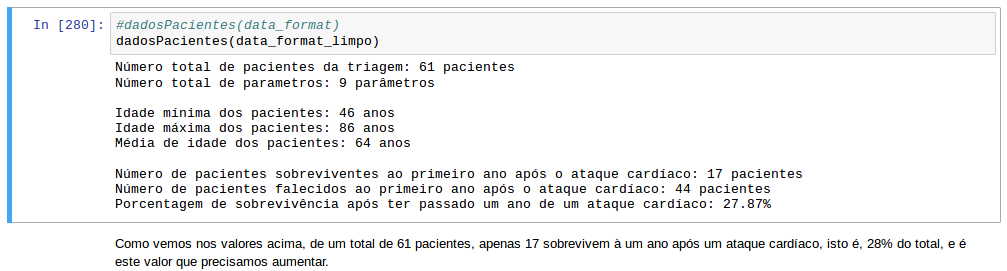 In [280]: #dadosPacientes(data_format)
dadosPacientes(data_format_limpo)
Número total de pacientes da triagem: 61 pacientes
Número total de parametros: 9 parâmetros
Idade mínima dos pacientes: 46 anos
Idade máxima dos pacientes: 86 anos
Média de idade dos pacientes: 64 anos
Número de pacientes sobreviventes ao primeiro ano após o ataque cardíaco: 17 pacientes
Número de pacientes falecidos ao primeiro ano após o ataque cardíaco: 44 pacientes
Porcentagem de sobrevivência após ter passado um ano de um ataque cardíaco: 27.87%
Como vemos nos valores acima, de um total de 61 pacientes, apenas 17 sobrevivem à um ano após um ataque cardíaco, isto é, 28% do total, e é
este valor que precisamos aumentar.